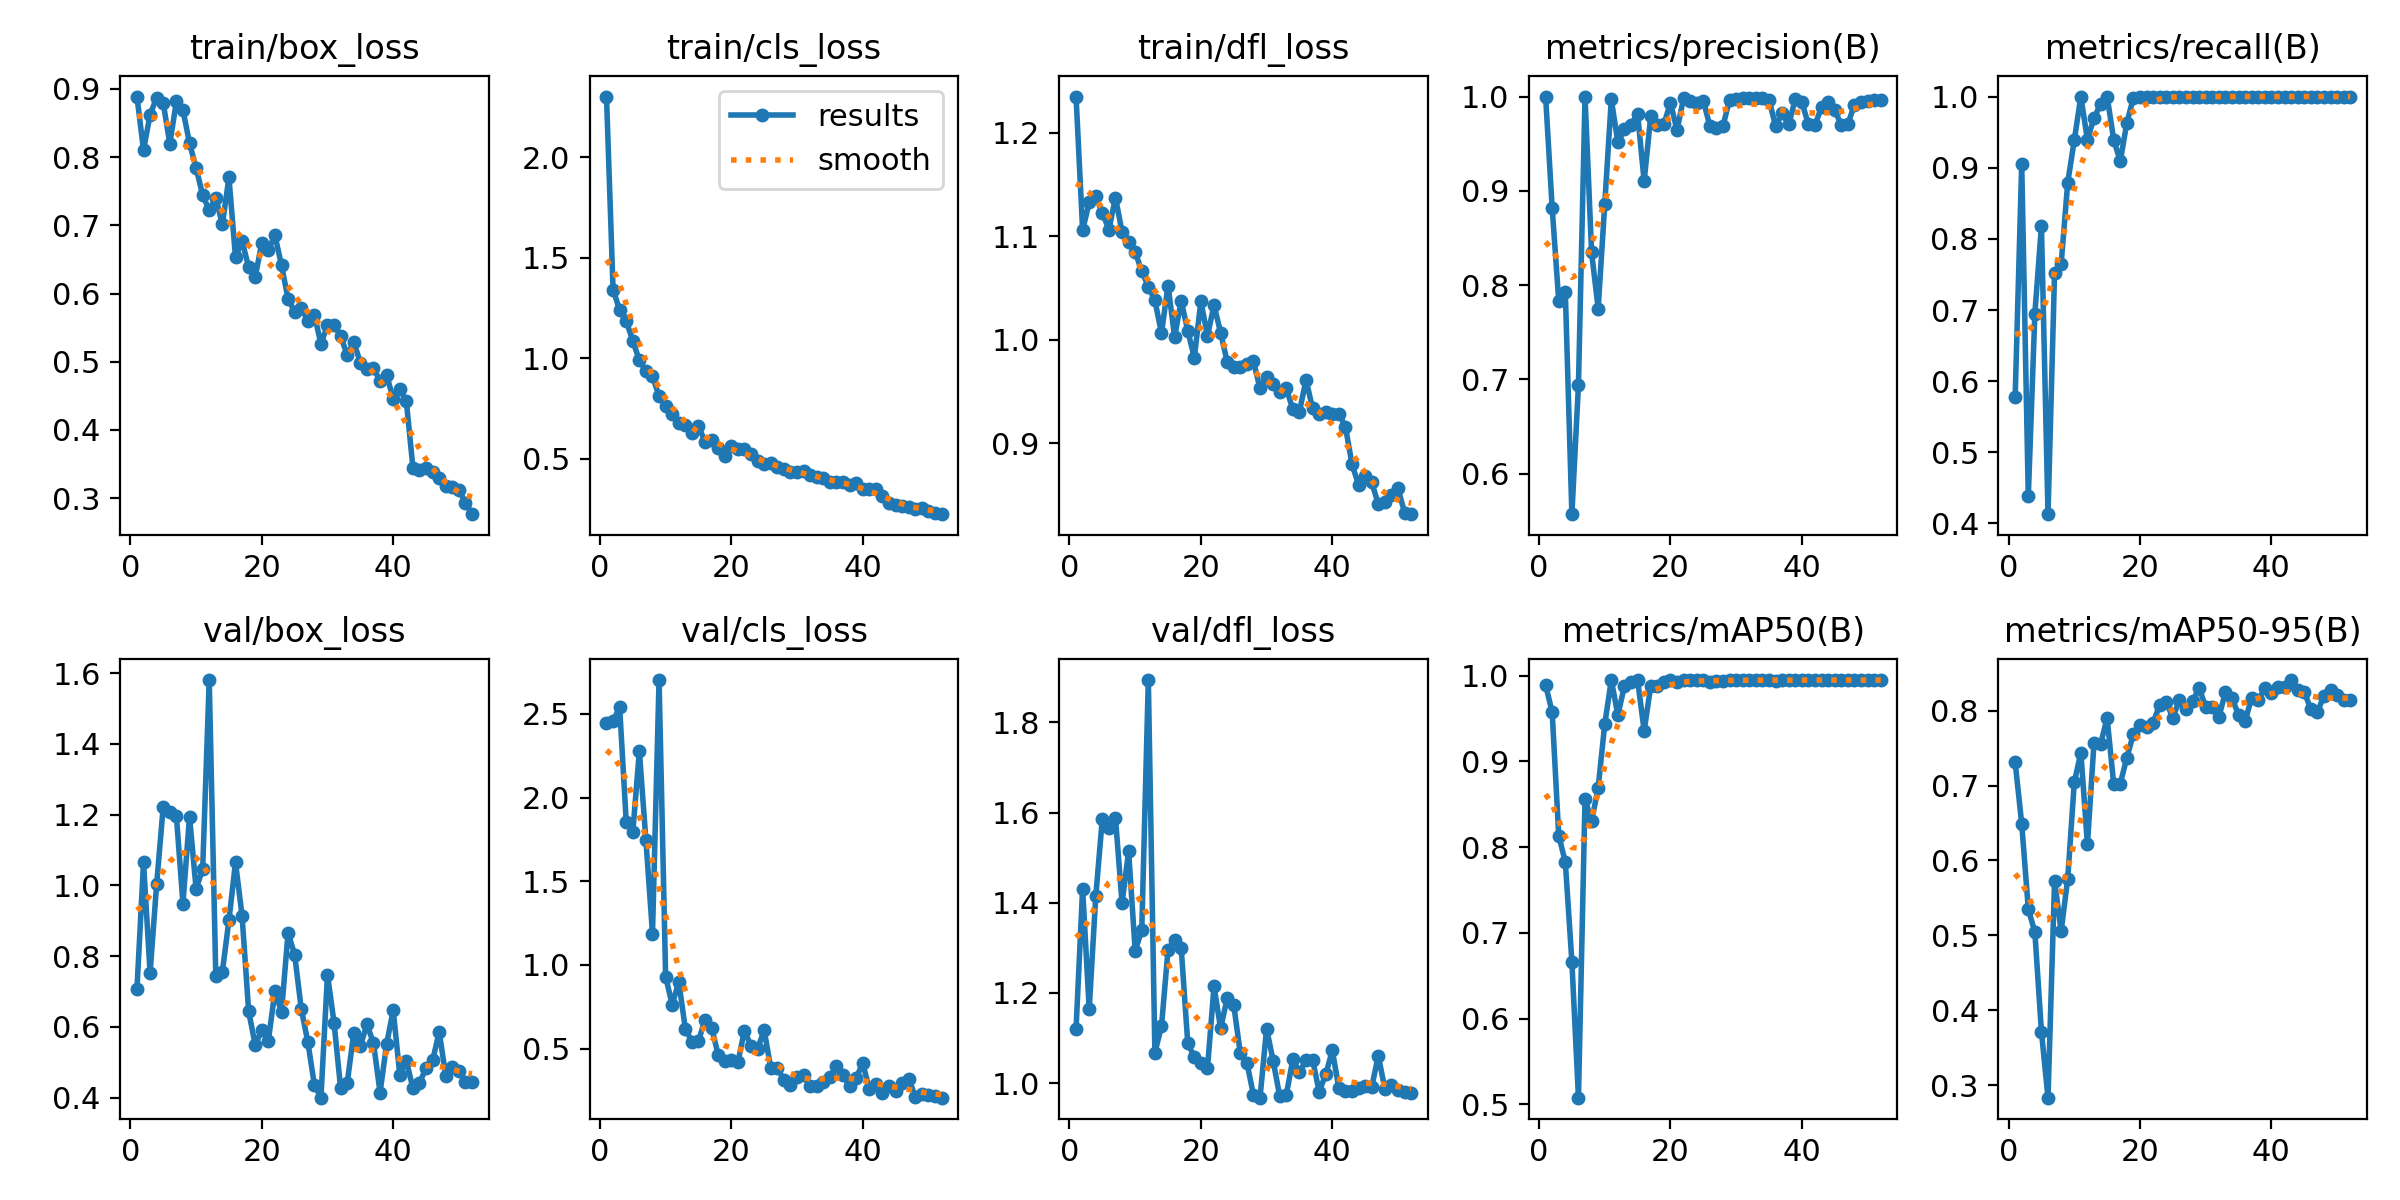 train/box_loss
0.9
0.8
0.7
0.6
0.5
0.4
0.3
0 20 40
train/cls_loss
results
smooth
2.0
1.5
1.0
0.5
0 20 40
train/dfl_loss
1.2
1.1
1.0
0.9
0 20 40
metrics/precision(B)
1.0
0.9
0.8
0.7
0.6
0 20 40
metrics/recall(B)
1.0
0.9
0.8
0.7
0.6
0.5
0.4
0 20 40
val/box_loss
1.6
1.4
1.2
1.0
0.8
0.6
0.4
0 20 40
val/cls_loss
2.5
2.0
1.5
1.0
0.5
0 20 40
val/dfl_loss
1.8
1.6
1.4
1.2
1.0
0 20 40
metrics/mAP50(B)
1.0
0.9
0.8
0.7
0.6
0.5
0 20 40
metrics/mAP50-95(B)
0.8
0.7
0.6
0.5
0.4
0.3
0 20 40